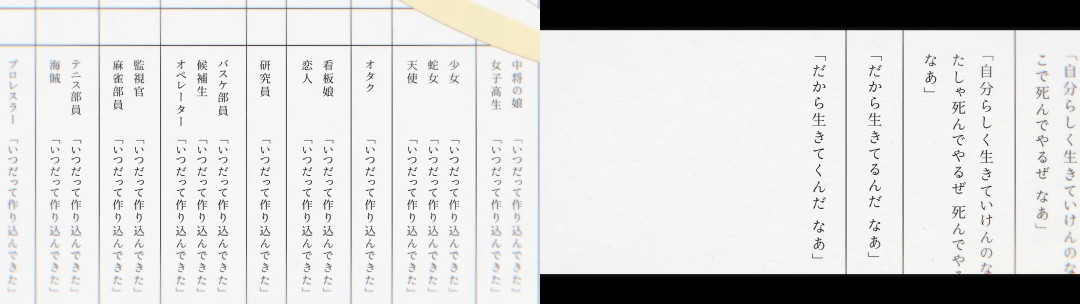 中将の娘「いつだって作り込んできた」
女子高生「いつだって作り込んできた」
少女「いつだって作り込んできた」
蛇女「いつだって作り込んできた」
天使「いつだって作り込んできた」
オタク「いつだって作り込んできた」
看板娘「いつだって作り込んできた」
恋人「いつだって作り込んできた」
研究員「いつだって作り込んできた」
バスケ部員「いつだって作り込んできた」
候補生「いつだって作り込んできた」
オペレーター「いつだって作り込んできた」
監視官「いつだって作り込んできた」
麻雀部員「いつだって作り込んできた」
テニス部員「いつだって作り込んできた」
海賊「いつだって作り込んできた」
プロレスラー「いつだって作り込んできた」
「自分らしく生きていけんのな
こで死んでやるぜ なあ」
「自分らしく生きていけんのな
たしゃ死んでやるぜ 死んでや
なあ」
「だから生きてるんだ なあ」
「だから生きてくんだ なあ」